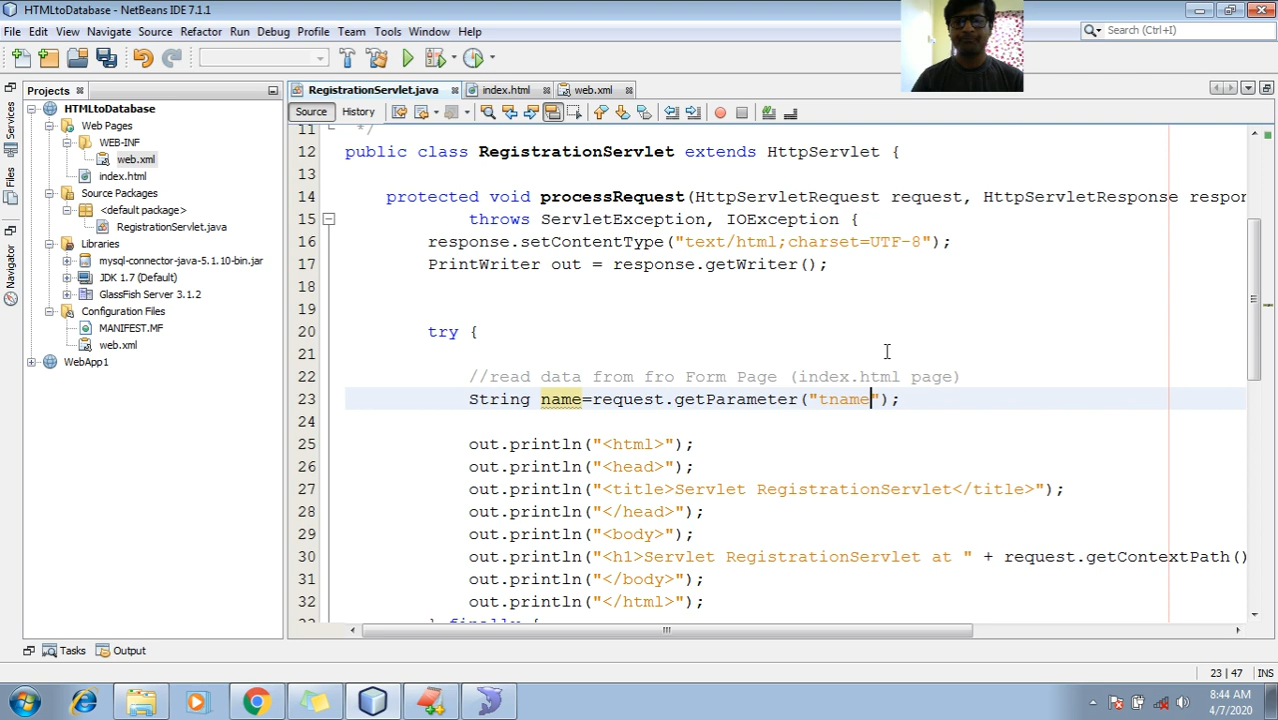 HTMLtoDatabase - NetBeans IDE 7.1.1
File Edit View Navigate Source Refactor Run Debug Profile Team Tools Window Help
Search (Ctrl+I)
Projects
RegistrationServlet.java index.html web.xml
Source History
HTMLtoDatabase
Web Pages
WEB-INF
web.xml
index.html
Source Packages
<default package>
RegistrationServlet.java
Libraries
mysql-connector-java-5.1.10-bin.jar
JDK 1.7 (Default)
GlassFish Server 3.1.2
Configuration Files
MANIFEST.MF
web.xml
WebApp1
Services
Files
Navigator
11 */
12 public class RegistrationServlet extends HttpServlet {
13
14 protected void processRequest(HttpServletRequest request, HttpServletResponse respon
15 throws ServletException, IOException {
16 response.setContentType("text/html;charset=UTF-8");
17 PrintWriter out = response.getWriter();
18
19
20 try {
21
22 //read data from fro Form Page (index.html page)
23 String name=request.getParameter("tname");
24
25 out.println("<html>");
26 out.println("<head>");
27 out.println("<title>Servlet RegistrationServlet</title>");
28 out.println("</head>");
29 out.println("<body>");
30 out.println("<h1>Servlet RegistrationServlet at " + request.getContextPath()
31 out.println("</body>");
32 out.println("</html>");
} finally {
Tasks Output
23 | 47 INS
8:44 AM
4/7/2020